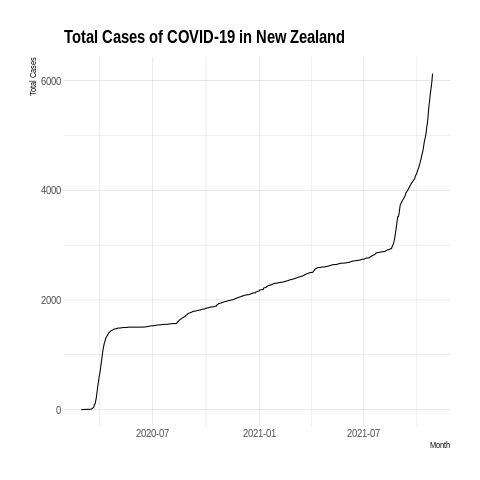 Total Cases of COVID-19 in New Zealand
Total Cases
6000
4000
2000
0
2020-07 2021-01 2021-07
Month